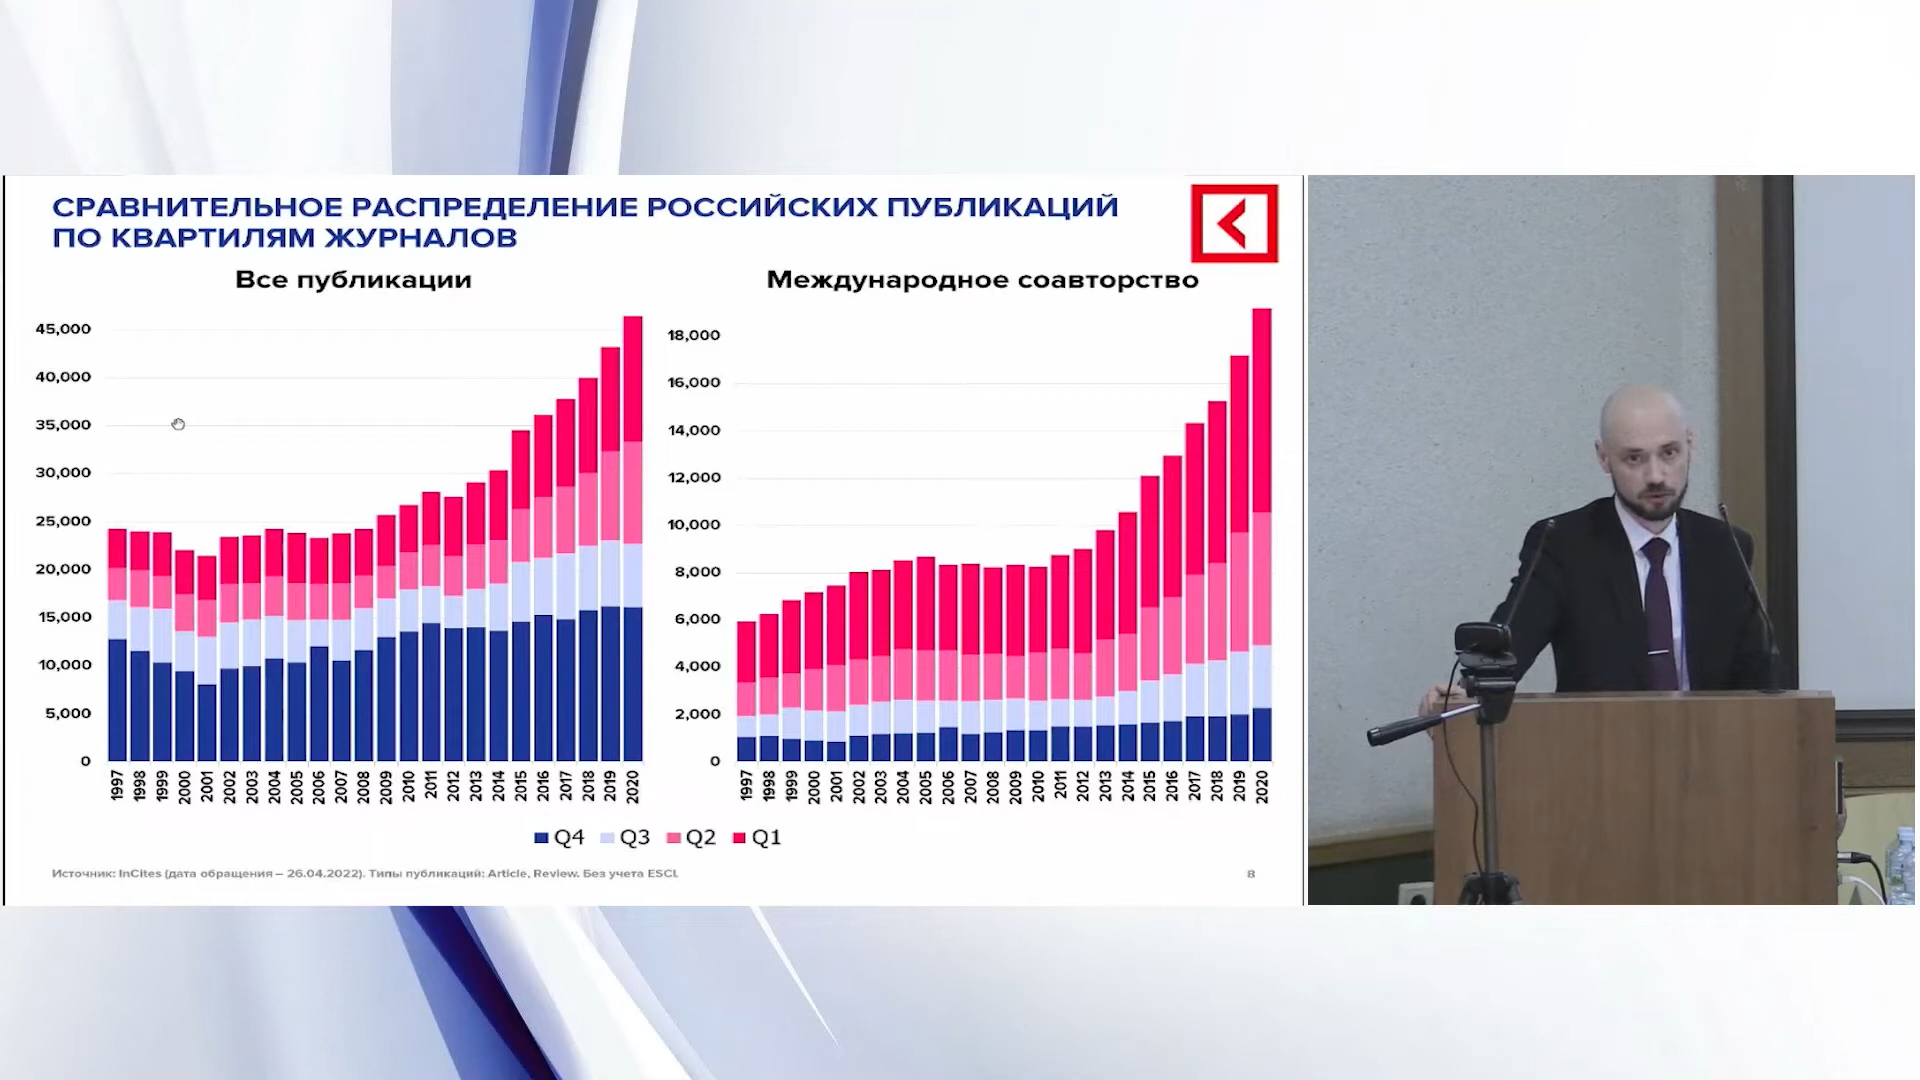 СРАВНИТЕЛЬНОЕ РАСПРЕДЕЛЕНИЕ РОССИЙСКИХ ПУБЛИКАЦИЙ
ПО КВАРТИЛЯМ ЖУРНАЛОВ
Все публикации
45,000
40,000
35,000
30,000
25,000
20,000
15,000
10,000
5,000
0
1997 1998 1999 2000 2001 2002 2003 2004 2005 2006 2007 2008 2009 2010 2011 2012 2013 2014 2015 2016 2017 2018 2019 2020
Международное соавторство
18,000
16,000
14,000
12,000
10,000
8,000
6,000
4,000
2,000
0
1997 1998 1999 2000 2001 2002 2003 2004 2005 2006 2007 2008 2009 2010 2011 2012 2013 2014 2015 2016 2017 2018 2019 2020
Q4 Q3 Q2 Q1
Источник: InCites (дата обращения – 26.04.2022). Типы публикаций: Article, Review. Без учета ESCI.
8